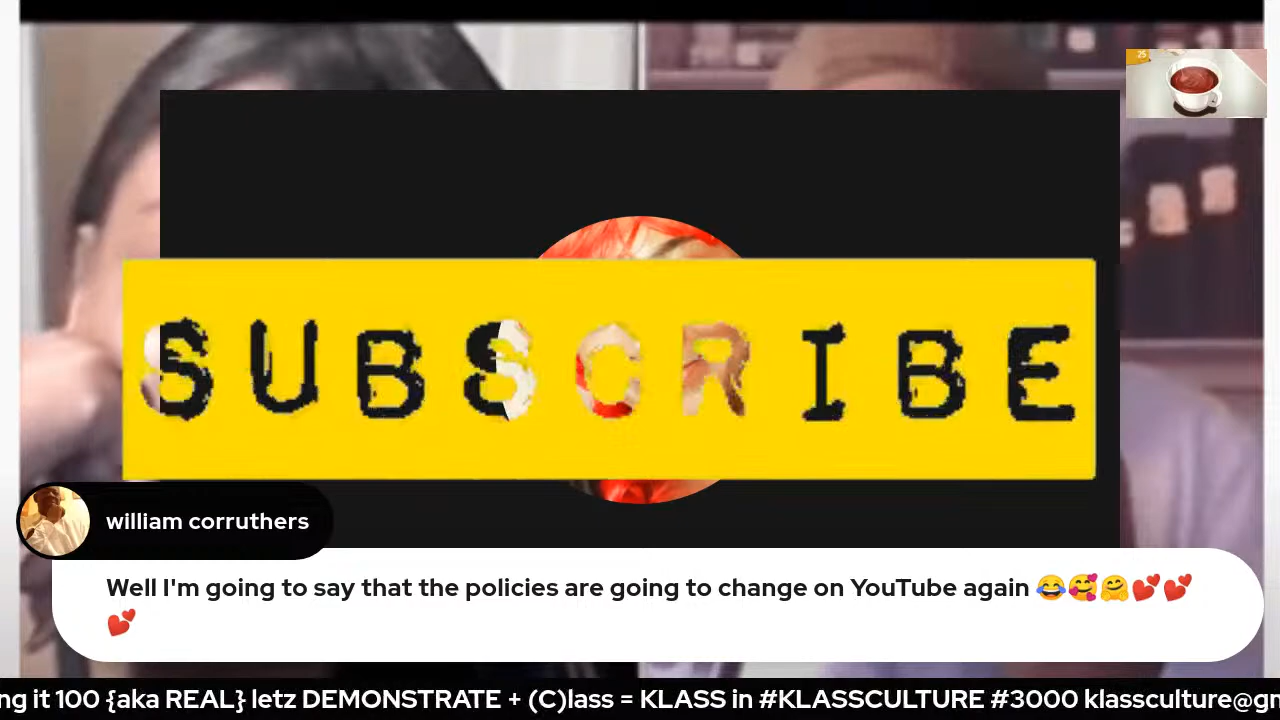 25
SUBSCRIBE
william corruthers
Well I'm going to say that the policies are going to change on YouTube again 😂🥰🤗💕💕
💕
ng it 100 {aka REAL} letz DEMONSTRATE + (C)lass = KLASS in #KLASSCULTURE #3000 klassculture@gm